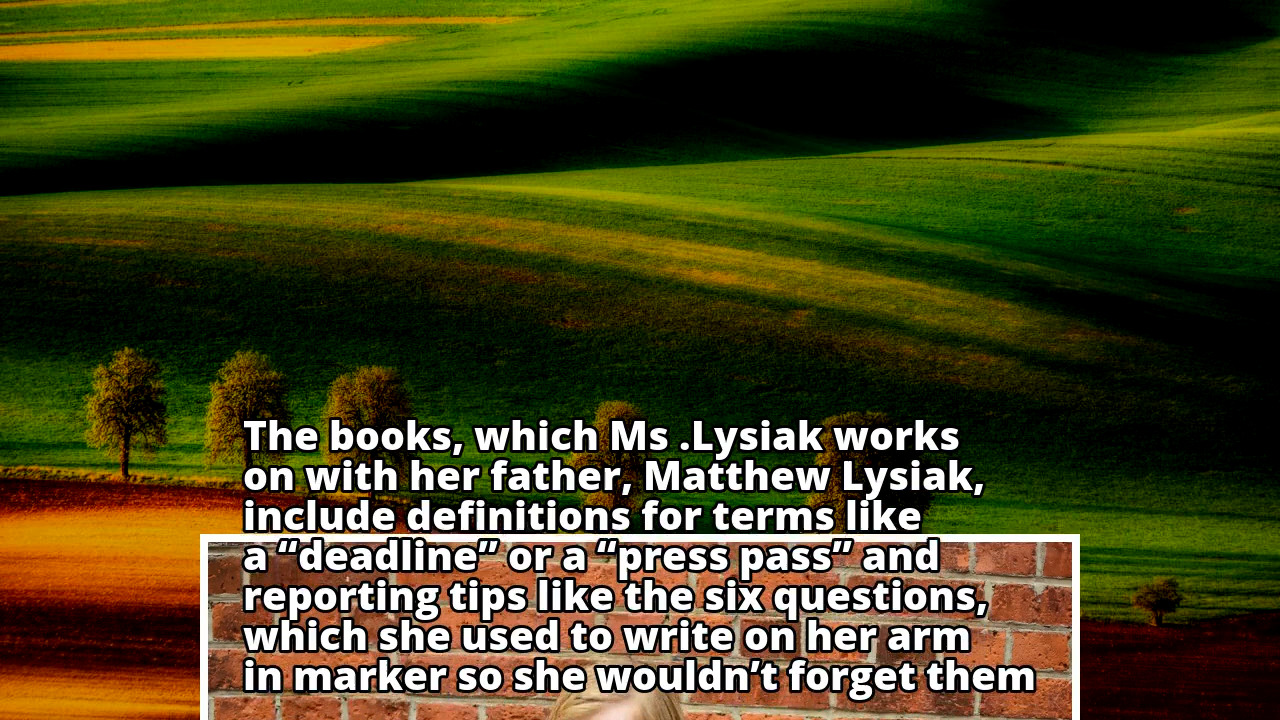 The books, which Ms .Lysiak works
on with her father, Matthew Lysiak,
include definitions for terms like
a “deadline” or a “press pass” and
reporting tips like the six questions,
which she used to write on her arm
in marker so she wouldn’t forget them